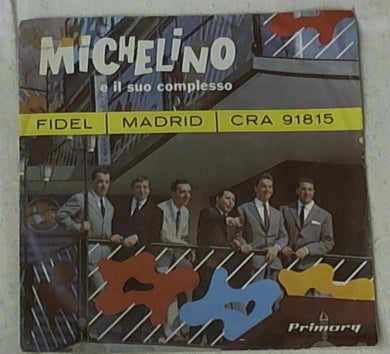 MICHELINO
e il suo complesso
FIDEL | MADRID | CRA 91815
Primary